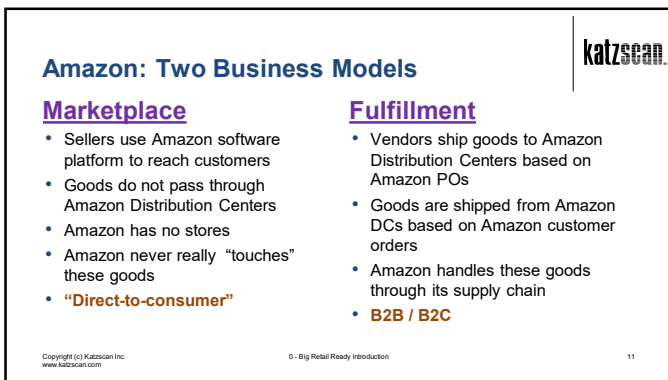 katzscan.
Amazon: Two Business Models
Marketplace
• Sellers use Amazon software
platform to reach customers
• Goods do not pass through
Amazon Distribution Centers
• Amazon has no stores
• Amazon never really “touches”
these goods
• “Direct-to-consumer”
Fulfillment
• Vendors ship goods to Amazon
Distribution Centers based on
Amazon POs
• Goods are shipped from Amazon
DCs based on Amazon customer
orders
• Amazon handles these goods
through its supply chain
• B2B / B2C
Copyright (c) Katzscan Inc.
www.katzscan.com
0 - Big Retail Ready Introduction
11